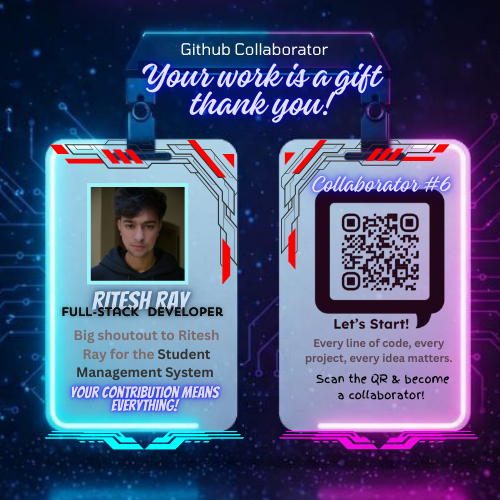 Github Collaborator
Your work is a gift
thank you!
RITESH RAY
FULL-STACK DEVELOPER
Big shoutout to Ritesh
Ray for the Student
Management System
YOUR CONTRIBUTION MEANS
EVERYTHING!
Collaborator #6
Let's Start!
Every line of code, every
project, every idea matters.
Scan the QR & become
a collaborator!